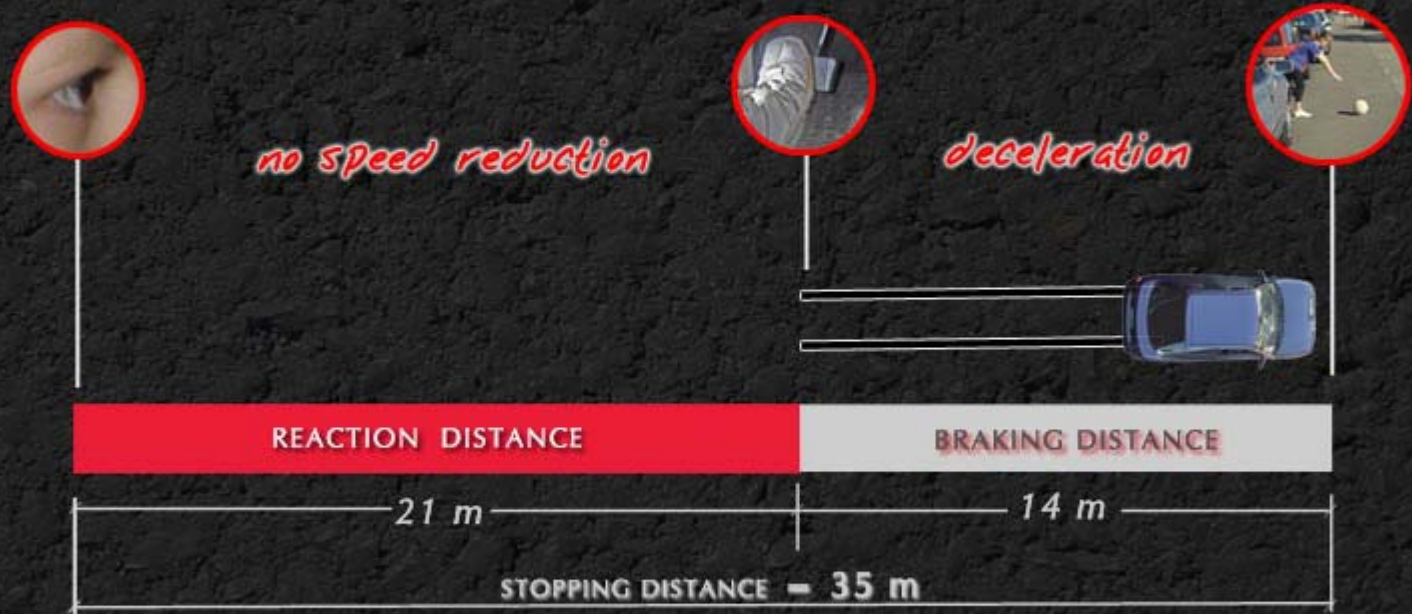 no speed reduction
deceleration
REACTION DISTANCE
BRAKING DISTANCE
21 m
14 m
STOPPING DISTANCE = 35 m